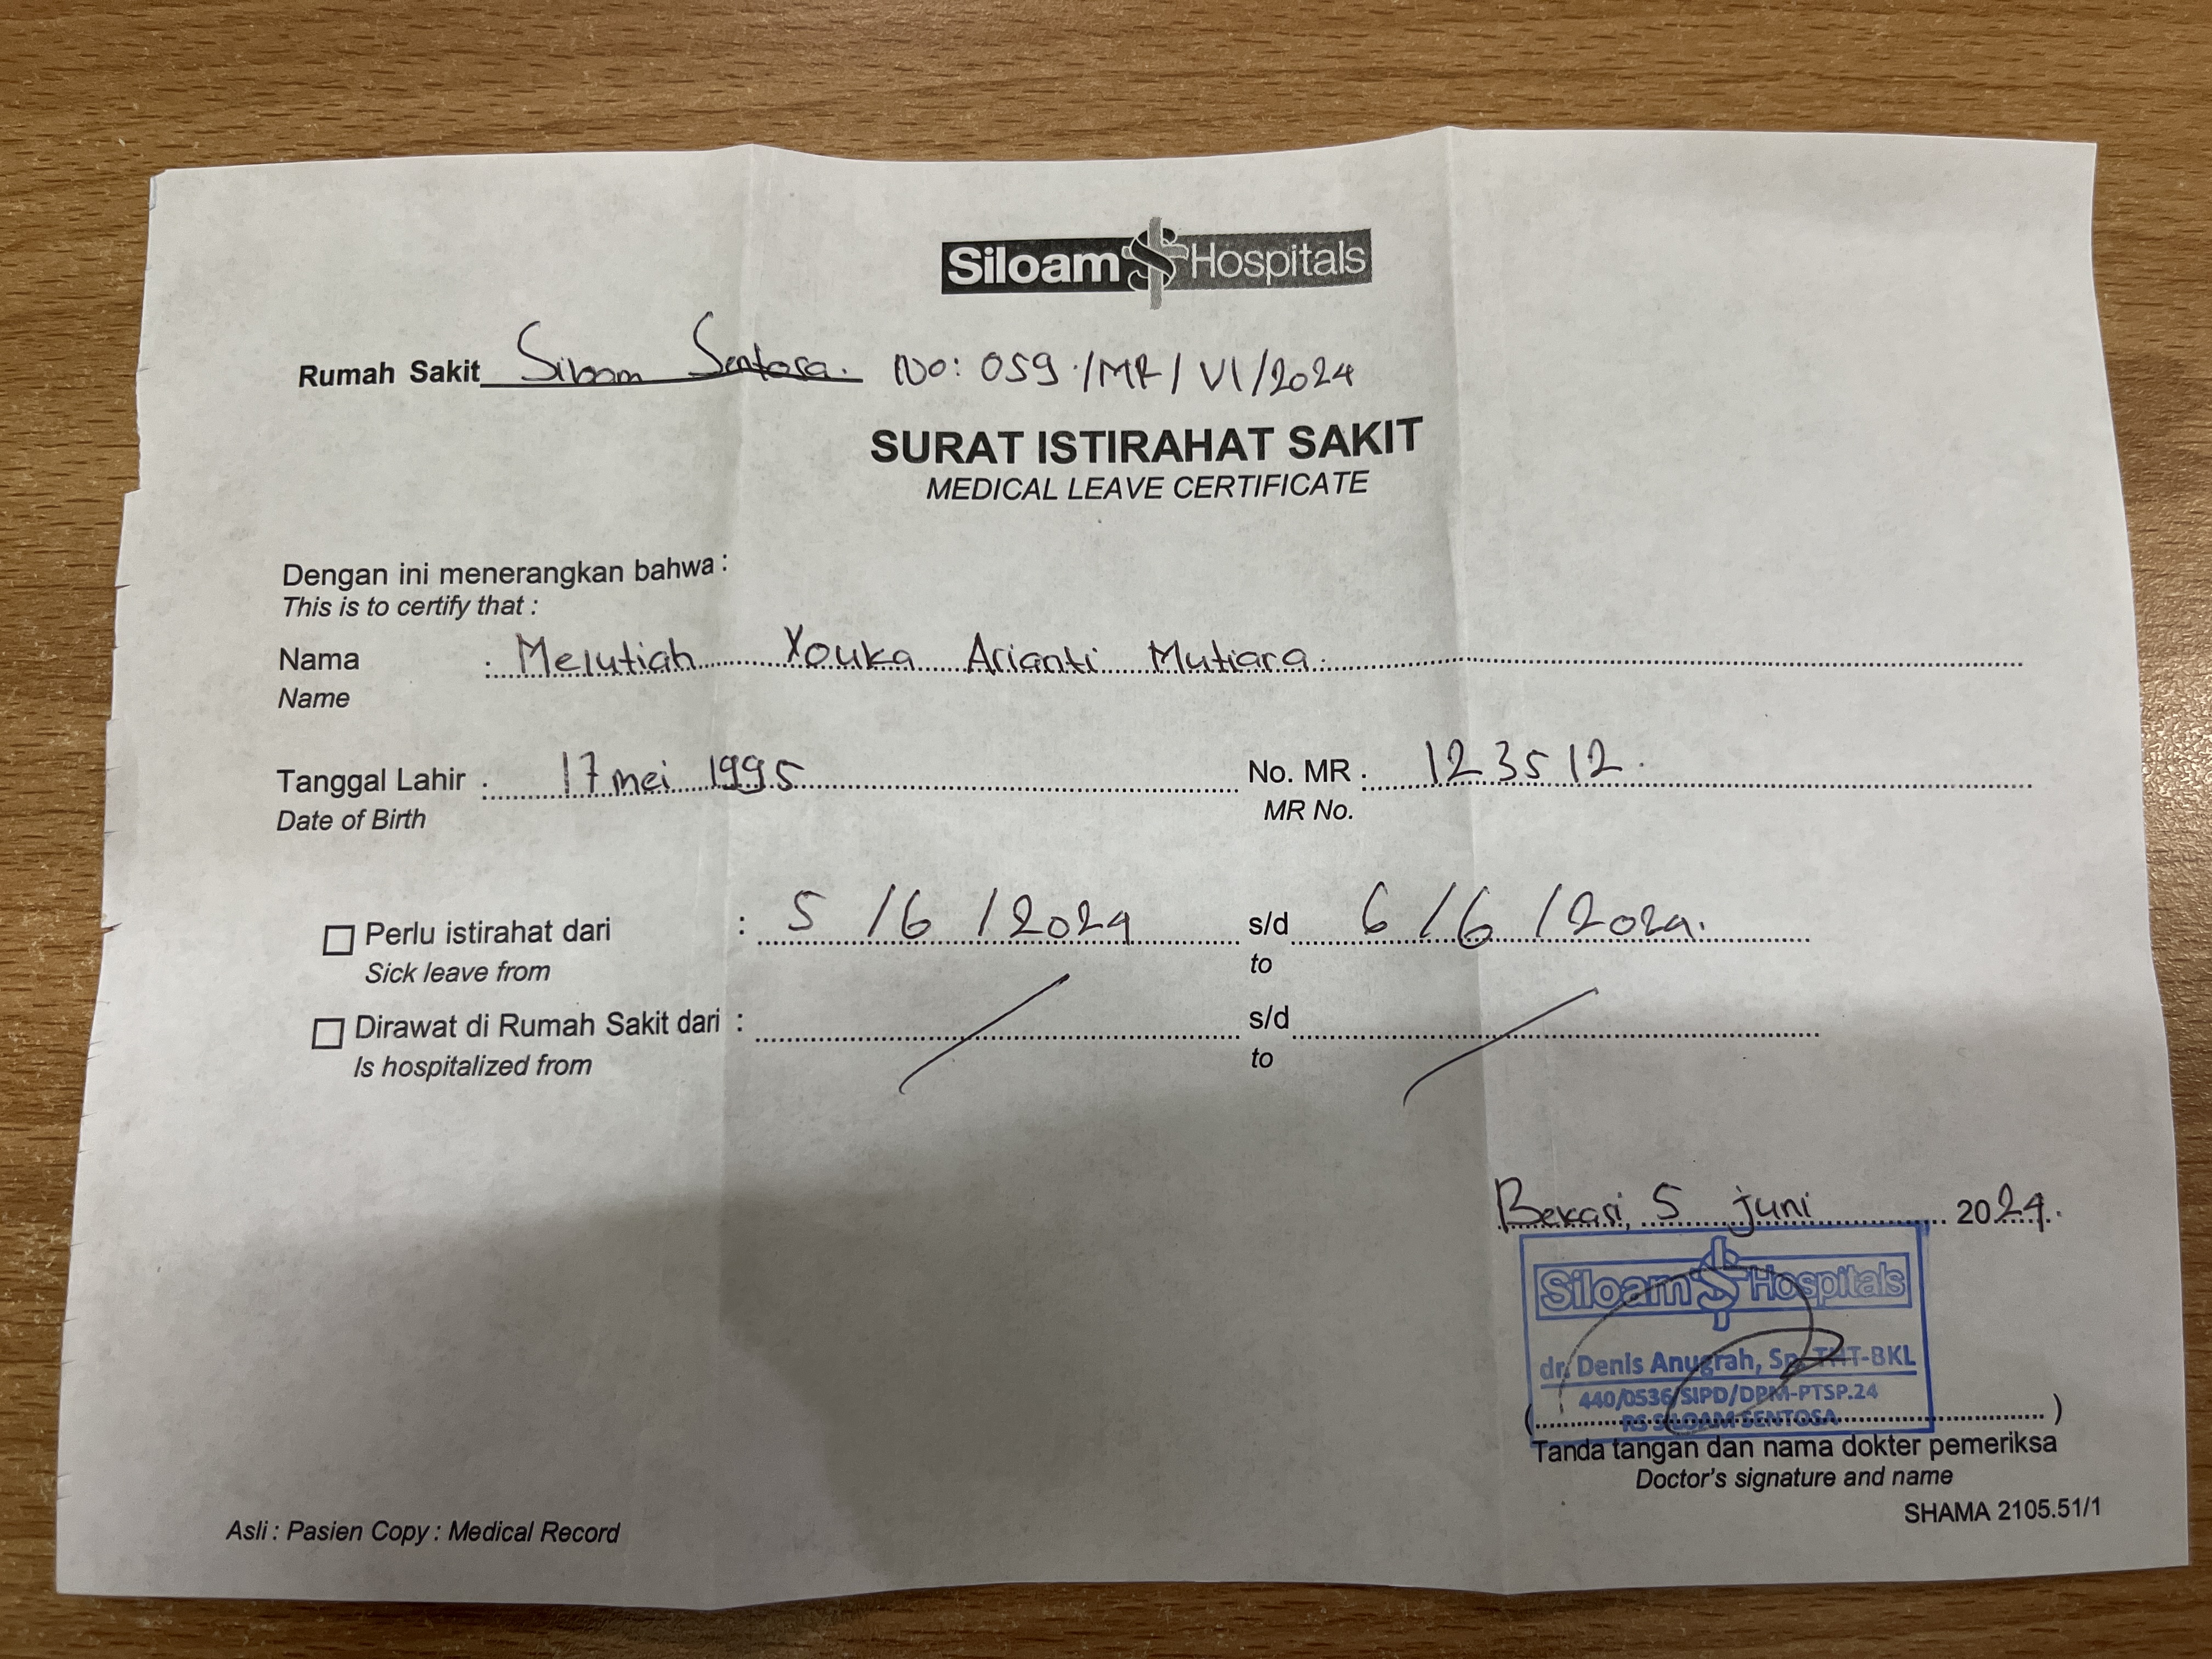 Siloam Hospitals
Rumah Sakit Siloam Sentosa. No: 059 /MR/ VI/2024
SURAT ISTIRAHAT SAKIT
MEDICAL LEAVE CERTIFICATE
Dengan ini menerangkan bahwa :
This is to certify that :
Nama : Melutiah Youka Arianti Mutiara.
Name
Tanggal Lahir : 17 mei 1995 No. MR : 123512.
Date of Birth MR No.
Perlu istirahat dari : 5 /6 /2024 s/d 6 /6 /2024.
Sick leave from to
Dirawat di Rumah Sakit dari : s/d
Is hospitalized from to
Bekasi, 5 juni 2024.
Siloam Hospitals
dr. Denis Anugrah, Sp. THT-BKL
440/0536/SIPD/DPM-PTSP.24
RS SILOAM SENTOSA
( )
Tanda tangan dan nama dokter pemeriksa
Doctor's signature and name
SHAMA 2105.51/1
Asli : Pasien Copy : Medical Record